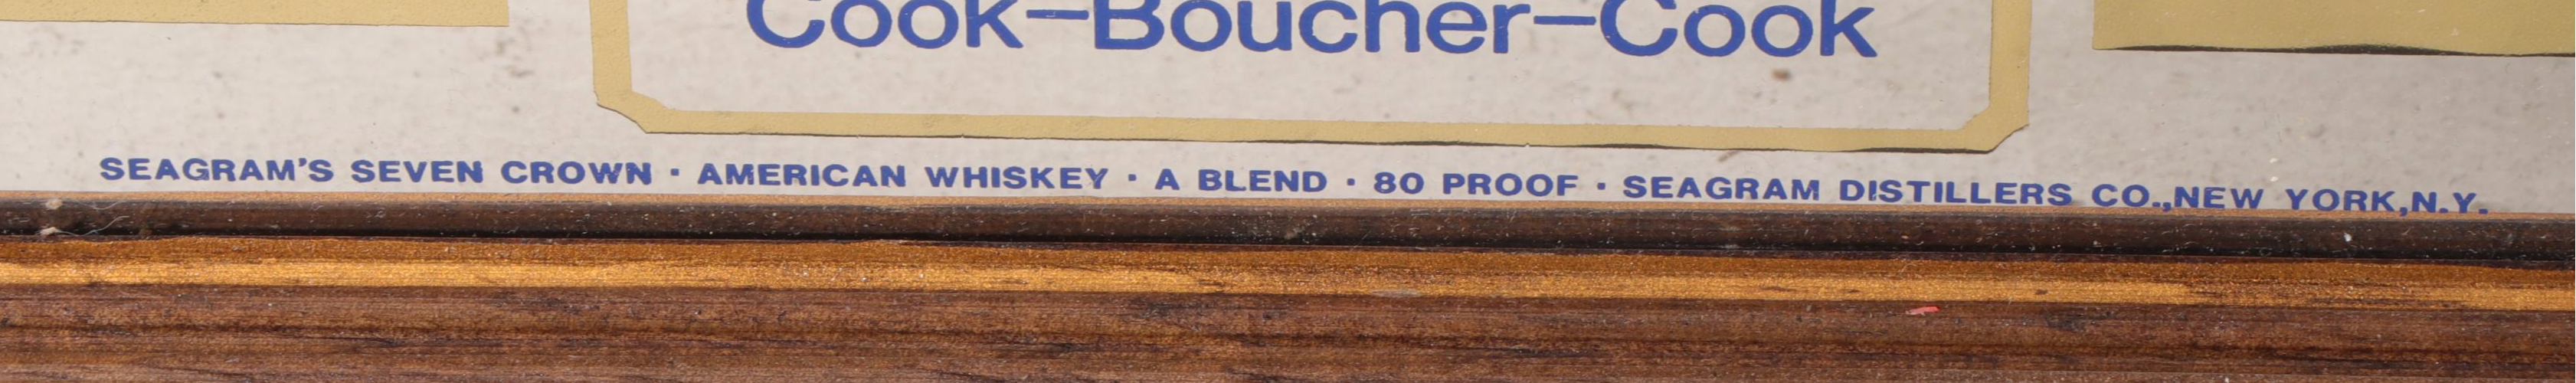 Cook-Boucher-Cook
SEAGRAM'S SEVEN CROWN · AMERICAN WHISKEY · A BLEND · 80 PROOF · SEAGRAM DISTILLERS CO.,NEW YORK,N.Y.